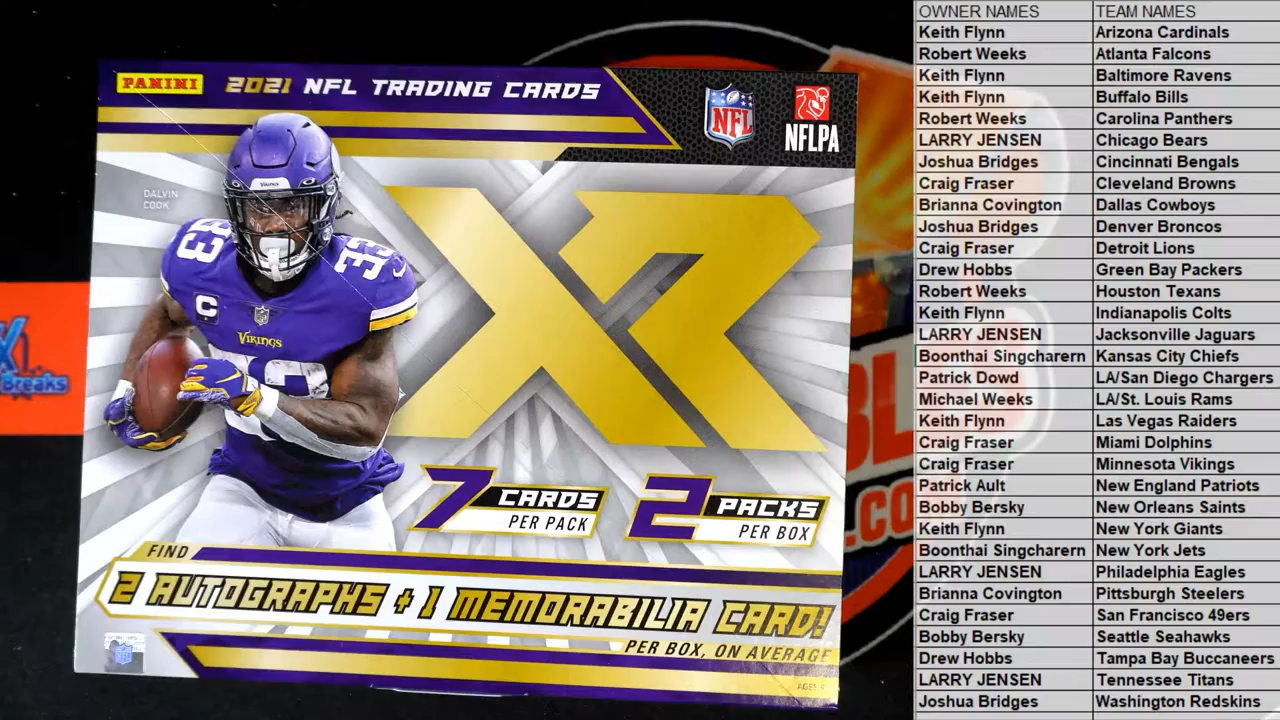 PANINI 2021 NFL TRADING CARDS
NFL
NFLPA
DALVIN
COOK
XR
33
33
C
Vikings
VIKINGS
7 CARDS
PER PACK
2 PACKS
PER BOX
FIND
2 AUTOGRAPHS + 1 MEMORABILIA CARD!
PER BOX, ON AVERAGE
X
Breaks
BL
.CO
OWNER NAMES TEAM NAMES
Keith Flynn Arizona Cardinals
Robert Weeks Atlanta Falcons
Keith Flynn Baltimore Ravens
Keith Flynn Buffalo Bills
Robert Weeks Carolina Panthers
LARRY JENSEN Chicago Bears
Joshua Bridges Cincinnati Bengals
Craig Fraser Cleveland Browns
Brianna Covington Dallas Cowboys
Joshua Bridges Denver Broncos
Craig Fraser Detroit Lions
Drew Hobbs Green Bay Packers
Robert Weeks Houston Texans
Keith Flynn Indianapolis Colts
LARRY JENSEN Jacksonville Jaguars
Boonthai Singcharern Kansas City Chiefs
Patrick Dowd LA/San Diego Chargers
Michael Weeks LA/St. Louis Rams
Keith Flynn Las Vegas Raiders
Craig Fraser Miami Dolphins
Craig Fraser Minnesota Vikings
Patrick Ault New England Patriots
Bobby Bersky New Orleans Saints
Keith Flynn New York Giants
Boonthai Singcharern New York Jets
LARRY JENSEN Philadelphia Eagles
Brianna Covington Pittsburgh Steelers
Craig Fraser San Francisco 49ers
Bobby Bersky Seattle Seahawks
Drew Hobbs Tampa Bay Buccaneers
LARRY JENSEN Tennessee Titans
Joshua Bridges Washington Redskins